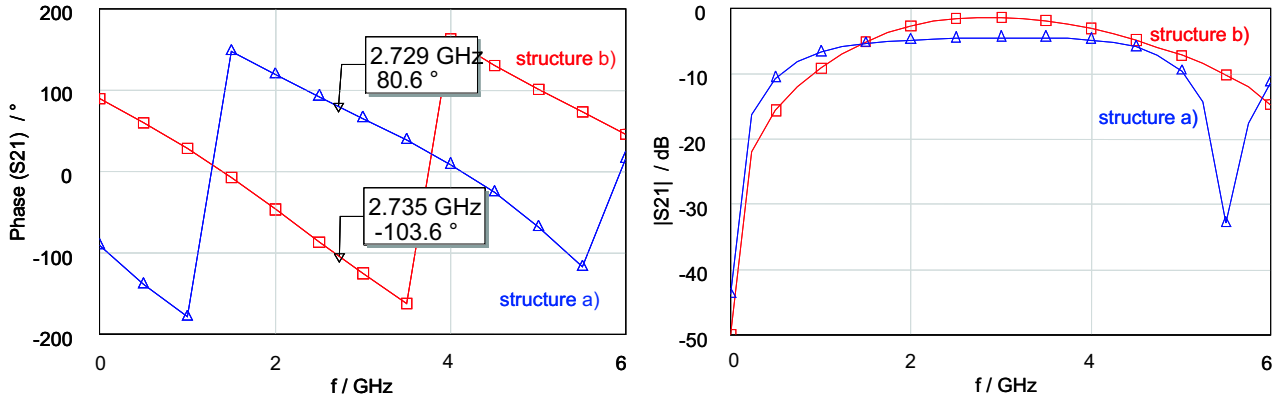 200
100
0
-100
-200
Phase (S21) / °
0
2
4
6
f / GHz
structure b)
2.729 GHz
80.6 °
2.735 GHz
-103.6 °
structure a)
0
-10
-20
-30
-40
-50
|S21| / dB
0
2
4
6
f / GHz
structure b)
structure a)